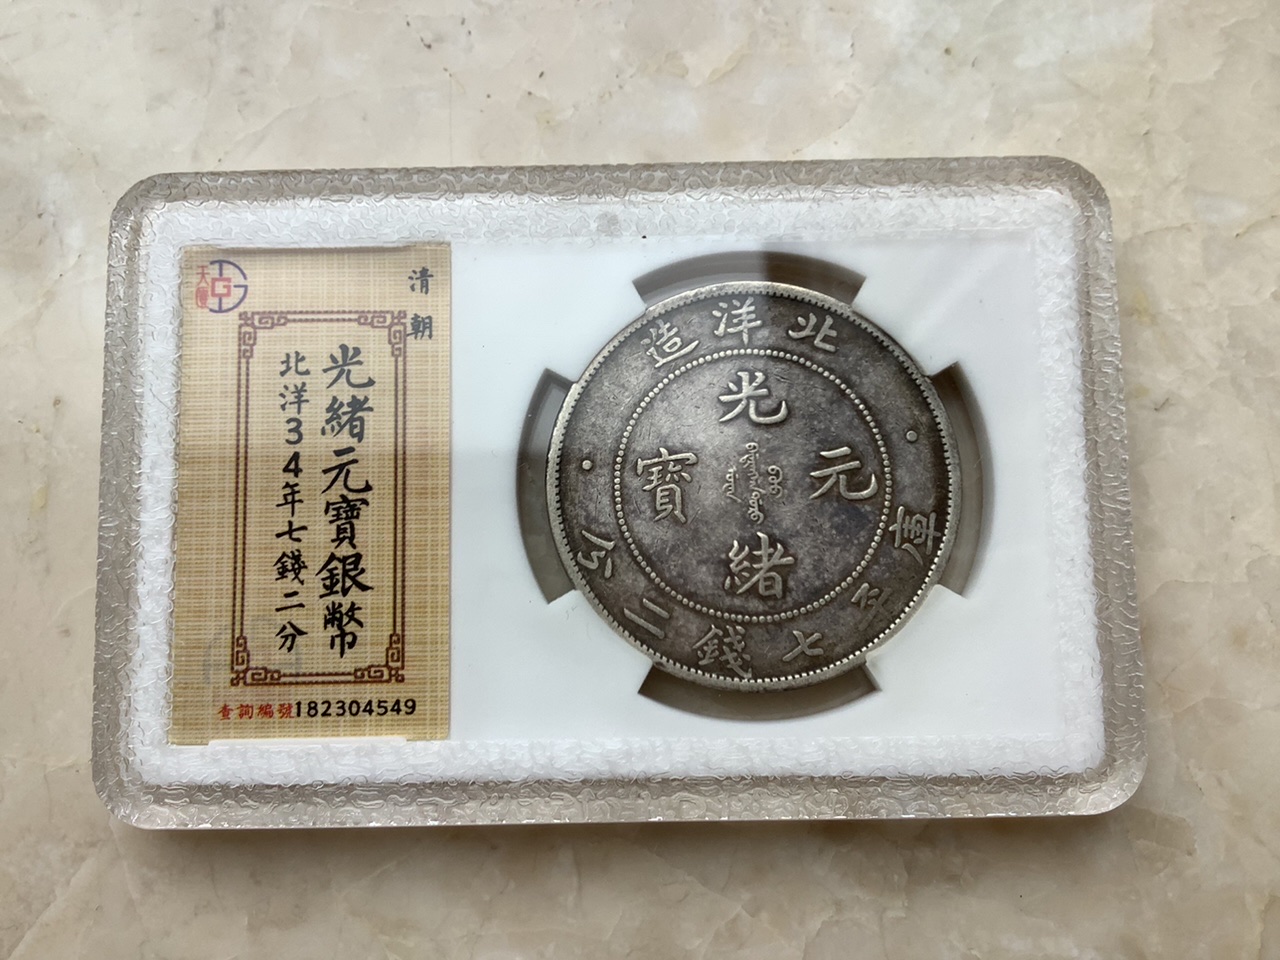 清朝
光緒元寶銀幣
北洋34年七錢二分
查詢編號182304549
造洋北
光緒元寶
庫平七錢二分